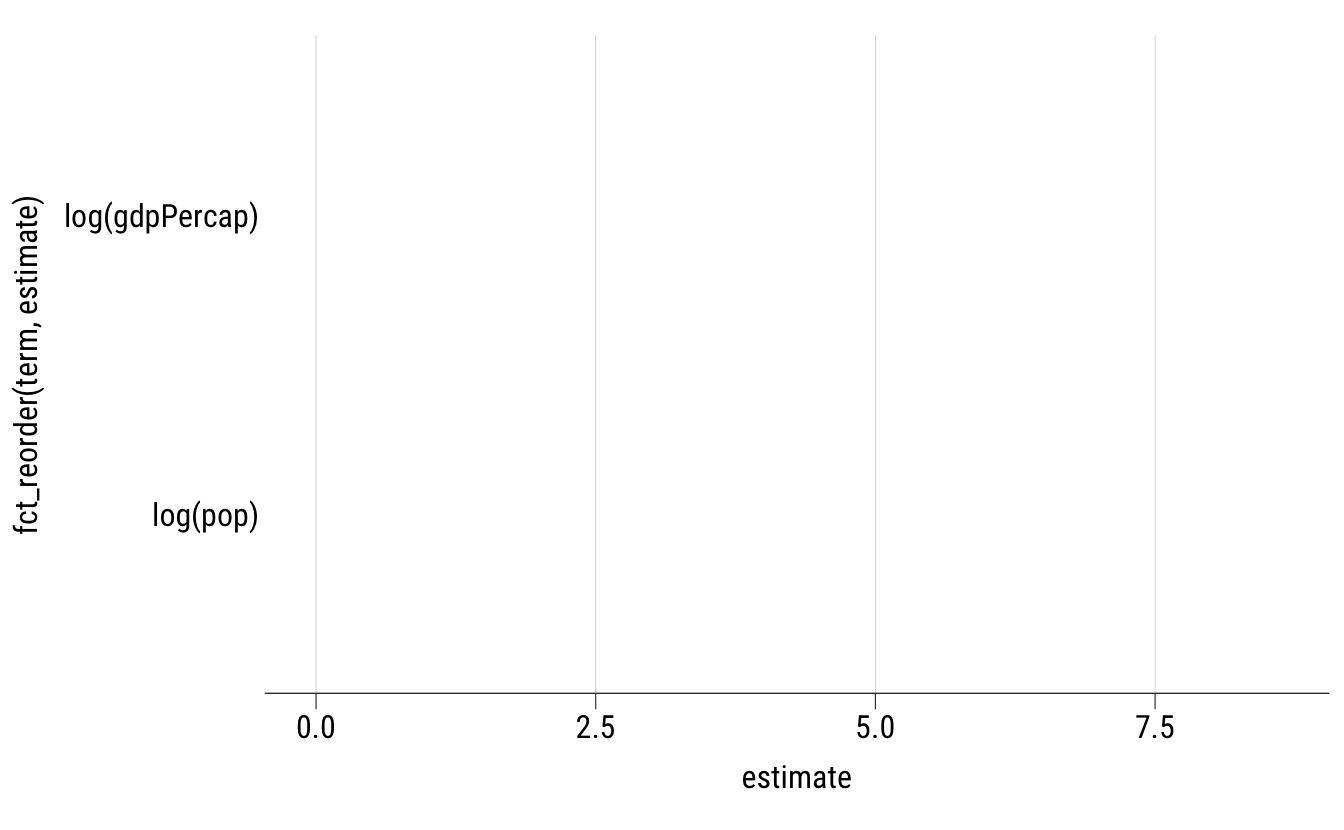 fct_reorder(term, estimate)
log(gdpPercap)
log(pop)
0.0 2.5 5.0 7.5
estimate